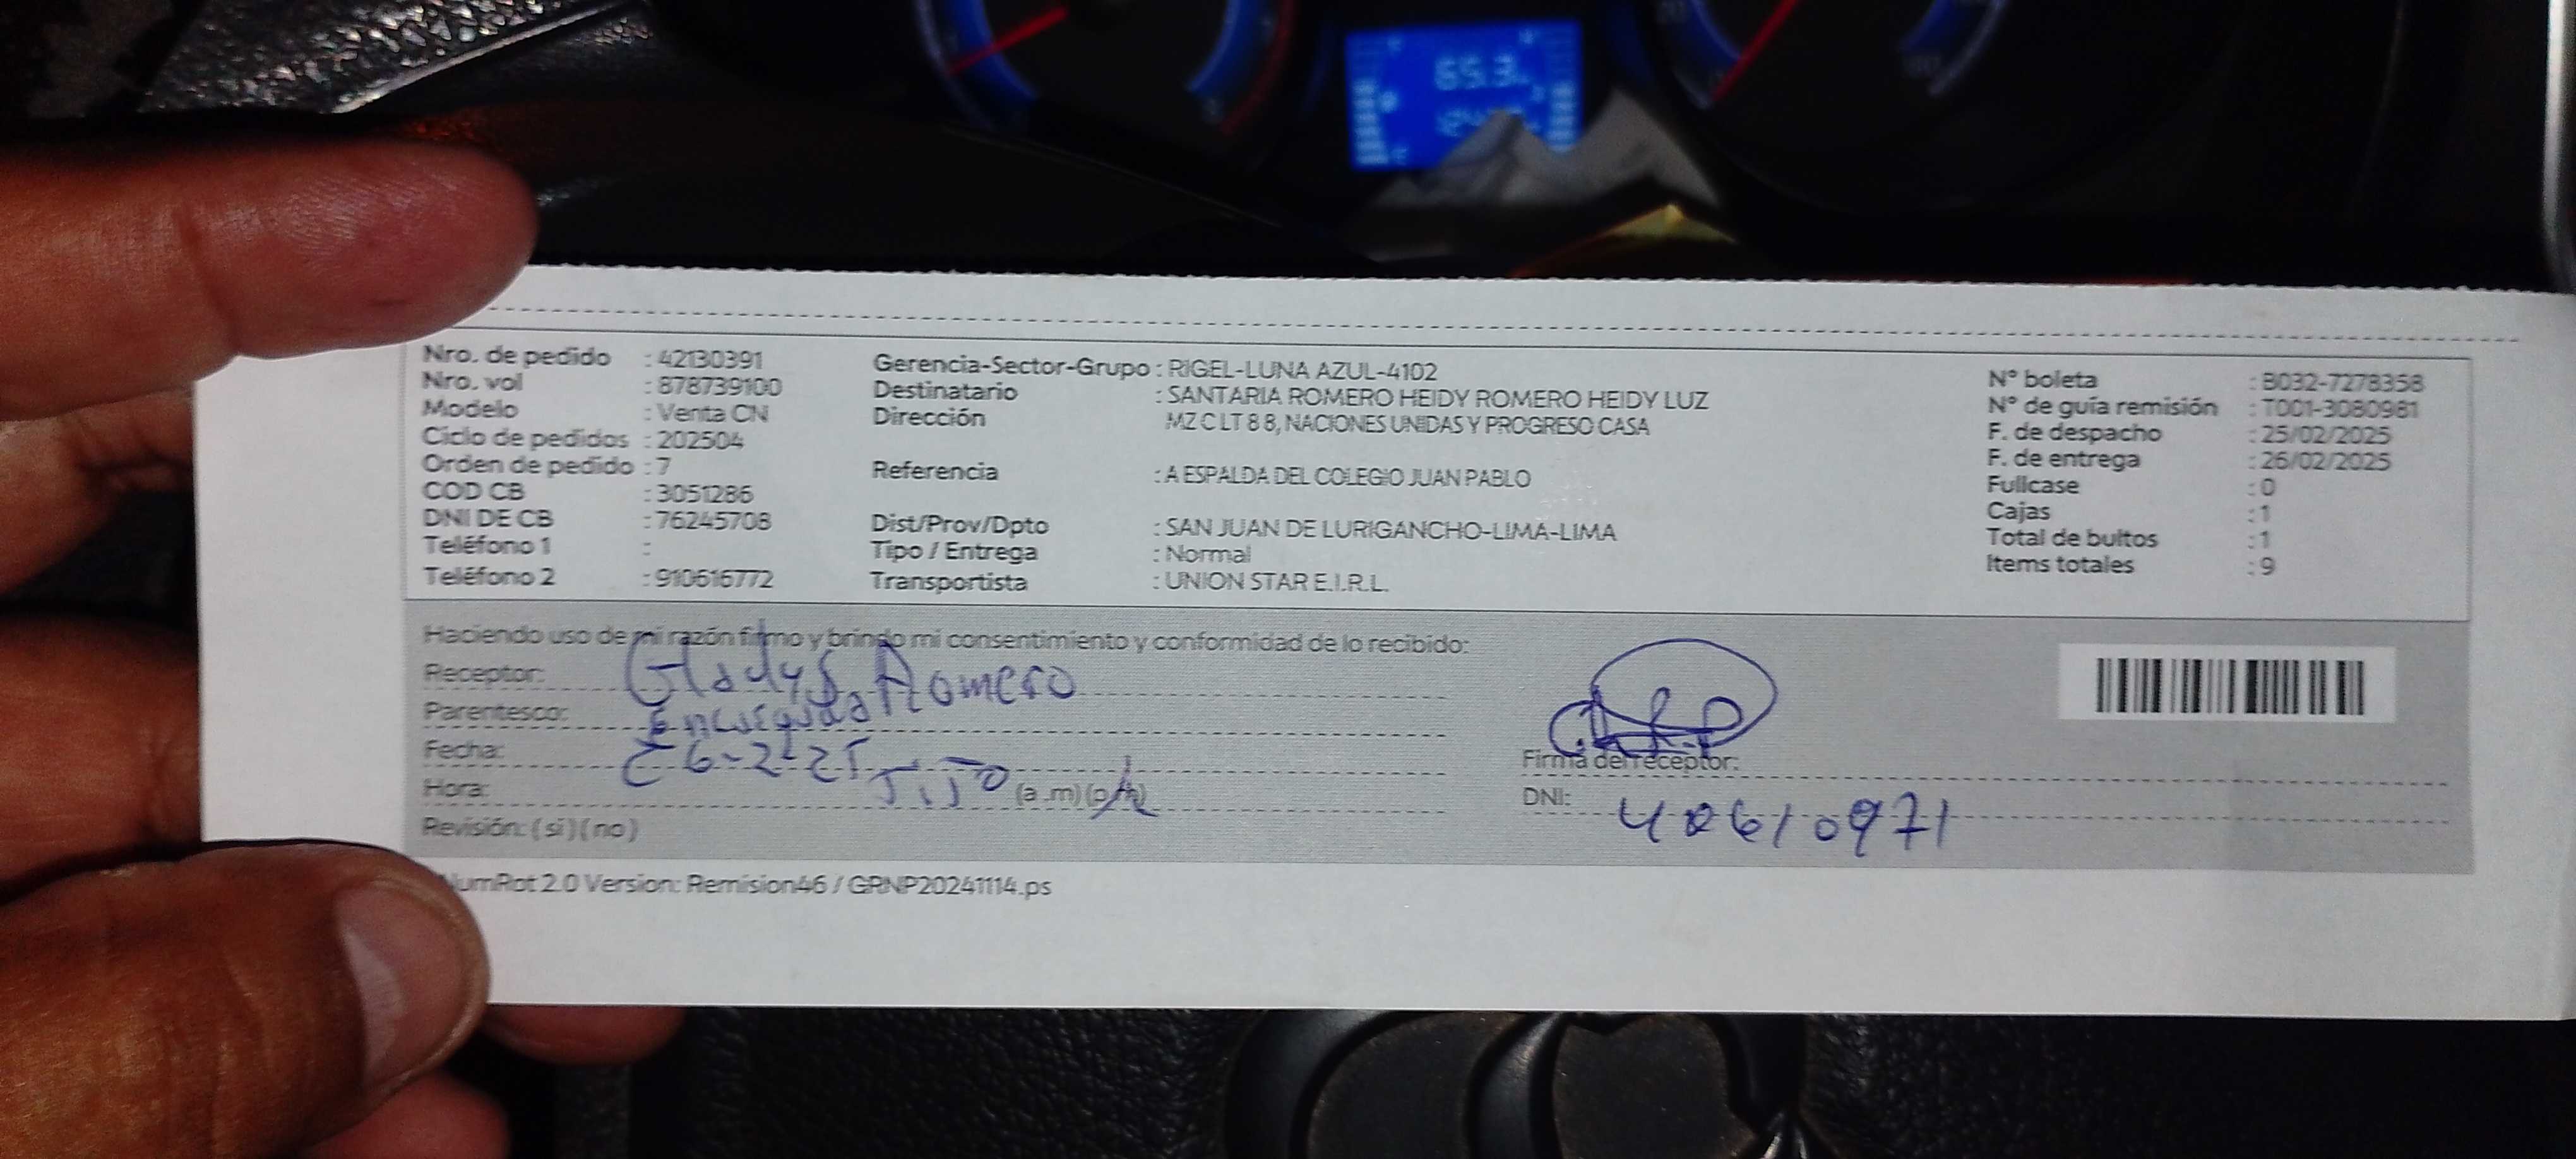 65.3
Nro. de pedido : 42130391
Nro. vol : 878739100
Modelo : Venta CN
Ciclo de pedidos : 202504
Orden de pedido : 7
COD CB : 3051286
DNI DE CB : 76245708
Teléfono 1 :
Teléfono 2 : 910616772
Gerencia-Sector-Grupo : RIGEL-LUNA AZUL-4102
Destinatario : SANTARIA ROMERO HEIDY ROMERO HEIDY LUZ
Dirección MZ C LT 8 8, NACIONES UNIDAS Y PROGRESO CASA
Referencia : A ESPALDA DEL COLEGIO JUAN PABLO
Dist/Prov/Dpto : SAN JUAN DE LURIGANCHO-LIMA-LIMA
Tipo / Entrega : Normal
Transportista : UNION STAR E.I.R.L.
N° boleta : B032-7278358
N° de guía remisión : T001-3080981
F. de despacho : 25/02/2025
F. de entrega : 26/02/2025
Fullcase : 0
Cajas : 1
Total de bultos : 1
Items totales : 9
Haciendo uso de mi razón firmo y brindo mi consentimiento y conformidad de lo recibido:
Receptor: Gladys Romero
Parentesco:
Fecha: 26-2-25
Hora: (a.m) (p.m)
Revisión: (si) (no)
Firma del receptor:
DNI: 40610971
NumRot 2.0 Version: Remision46 / GRNP20241114.ps